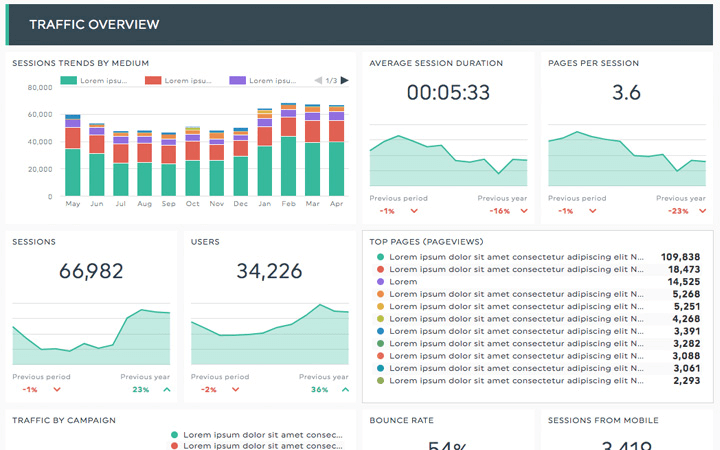 TRAFFIC OVERVIEW
SESSIONS TRENDS BY MEDIUM
Lorem ipsu... Lorem ipsu... Lorem ipsu... 1/3
80,000
60,000
40,000
20,000
0
May Jun Jul Aug Sep Oct Nov Dec Jan Feb Mar Apr
AVERAGE SESSION DURATION
00:05:33
Previous period Previous year
-1% -16%
PAGES PER SESSION
3.6
Previous period Previous year
-1% -23%
SESSIONS
66,982
Previous period Previous year
-1% 23%
USERS
34,226
Previous period Previous year
-2% 36%
TOP PAGES (PAGEVIEWS)
Lorem ipsum dolor sit amet consectetur adipiscing elit N... 109,838
Lorem ipsum dolor sit amet consectetur adipiscing elit N... 18,473
Lorem 14,525
Lorem ipsum dolor sit amet consectetur adipiscing elit N... 5,268
Lorem ipsum dolor sit amet consectetur adipiscing elit N... 5,251
Lorem ipsum dolor sit amet consectetur adipiscing elit N... 4,268
Lorem ipsum dolor sit amet consectetur adipiscing elit N... 3,391
Lorem ipsum dolor sit amet consectetur adipiscing elit N... 3,282
Lorem ipsum dolor sit amet consectetur adipiscing elit N... 3,088
Lorem ipsum dolor sit amet consectetur adipiscing elit N... 3,061
Lorem ipsum dolor sit amet consectetur adipiscing elit N... 2,293
TRAFFIC BY CAMPAIGN
Lorem ipsum dolor sit amet consec...
Lorem ipsum dolor sit amet consec...
BOUNCE RATE
54%
SESSIONS FROM MOBILE
3,419